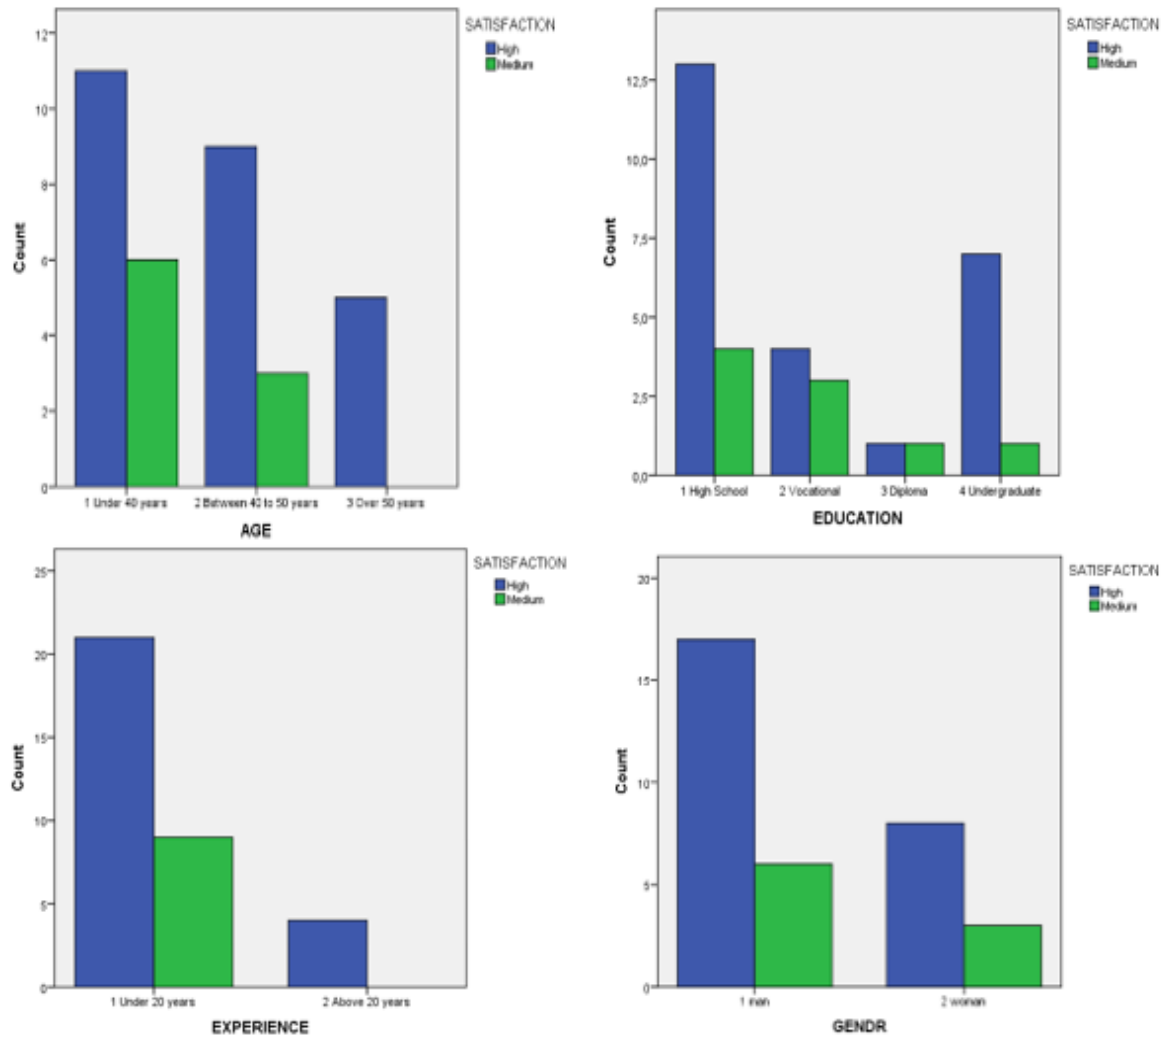 SATISFACTION
High
Medium
12
10
8
6
4
2
0
Count
1 Under 40 years
2 Between 40 to 50 years
3 Over 50 years
AGE
SATISFACTION
High
Medium
12,5
10,0
7,5
5,0
2,5
0,0
Count
1 High School
2 Vocational
3 Diploma
4 Undergraduate
EDUCATION
SATISFACTION
High
Medium
25
20
15
10
5
0
Count
1 Under 20 years
2 Above 20 years
EXPERIENCE
SATISFACTION
High
Medium
20
15
10
5
0
Count
1 man
2 woman
GENDR